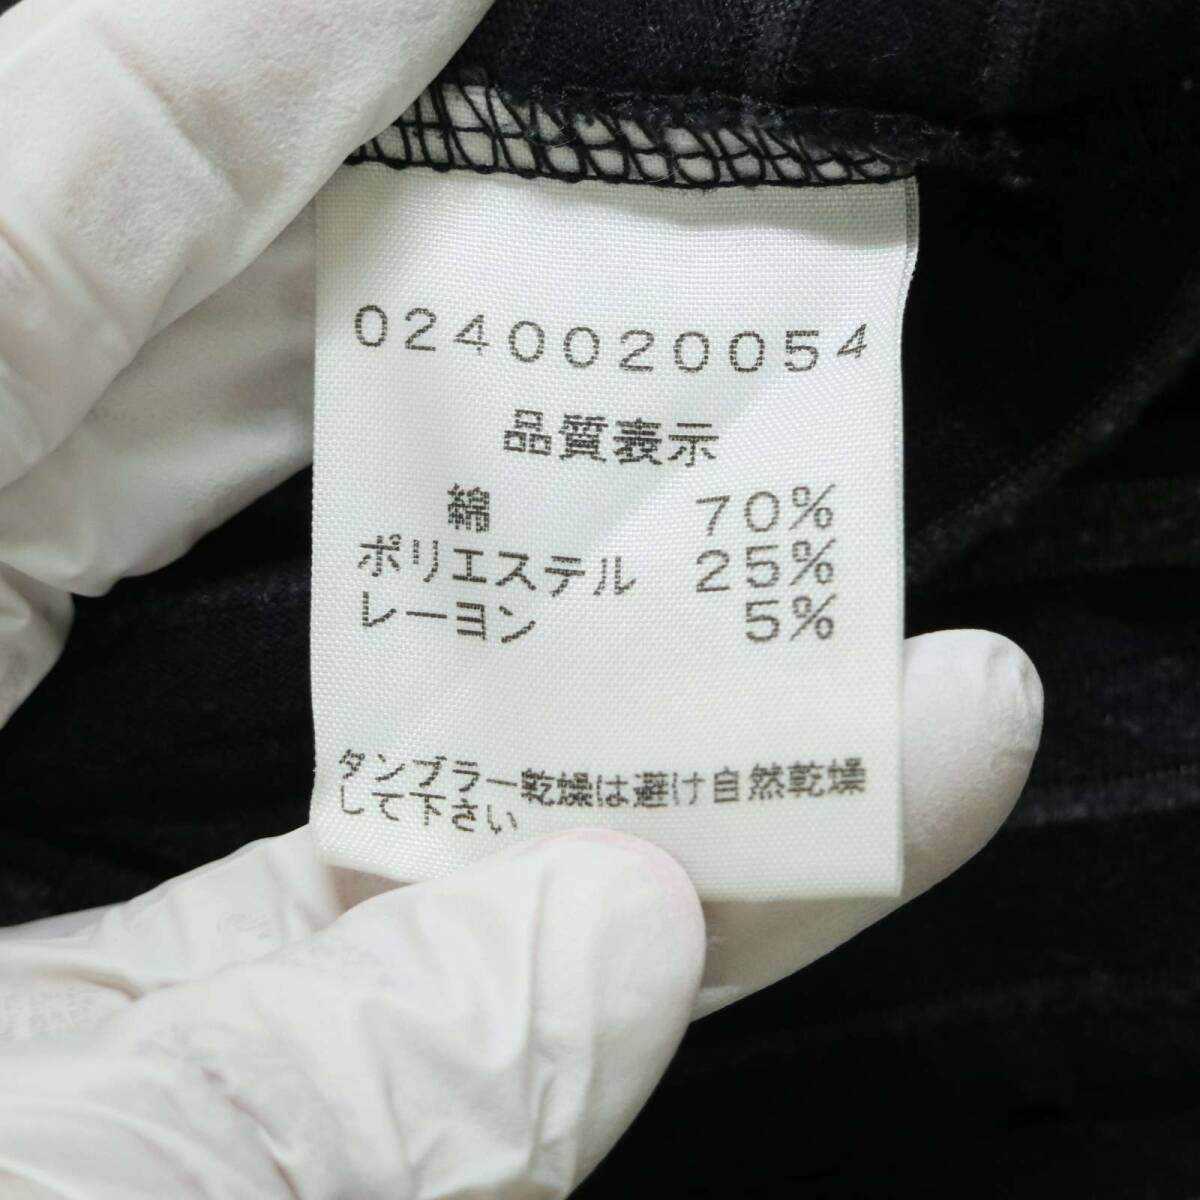 0240020054
品質表示
綿 70%
ポリエステル 25%
レーヨン 5%
タンブラー乾燥は避け自然乾燥
して下さい